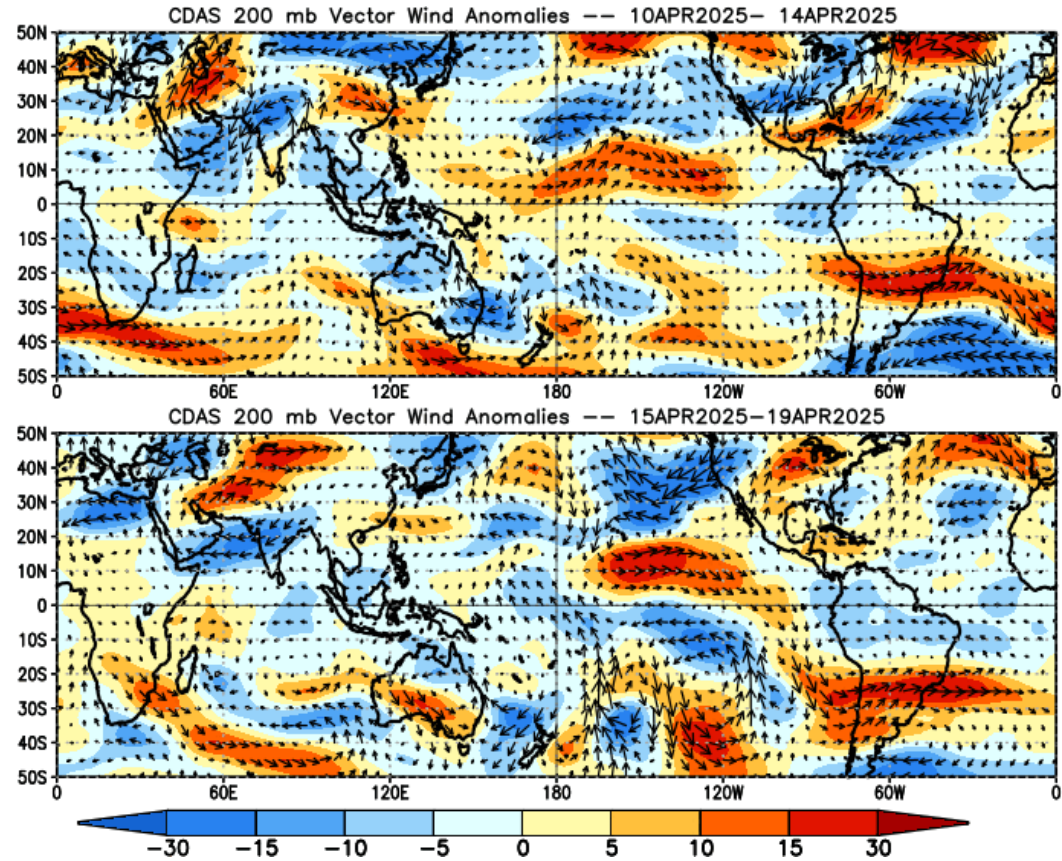 CDAS 200 mb Vector Wind Anomalies -- 10APR2025- 14APR2025
50N
40N
30N
20N
10N
0
10S
20S
30S
40S
50S
0 60E 120E 180 120W 60W 0
CDAS 200 mb Vector Wind Anomalies -- 15APR2025-19APR2025
50N
40N
30N
20N
10N
0
10S
20S
30S
40S
50S
0 60E 120E 180 120W 60W 0
-30 -15 -10 -5 0 5 10 15 30